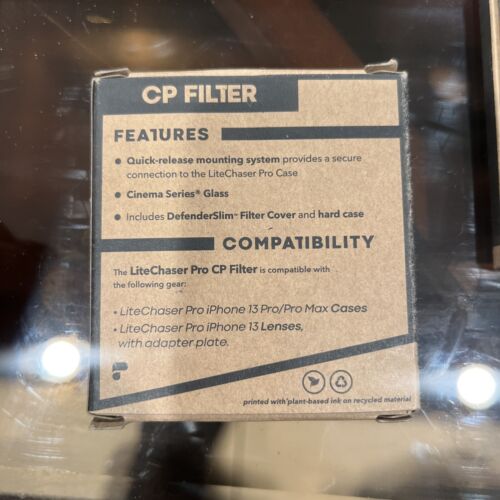 CP FILTER
FEATURES
• Quick-release mounting system provides a secure
connection to the LiteChaser Pro Case
• Cinema Series® Glass
• Includes DefenderSlim™ Filter Cover and hard case
COMPATIBILITY
The LiteChaser Pro CP Filter is compatible with
the following gear:
• LiteChaser Pro iPhone 13 Pro/Pro Max Cases
• LiteChaser Pro iPhone 13 Lenses,
with adapter plate.
printed with plant-based ink on recycled material